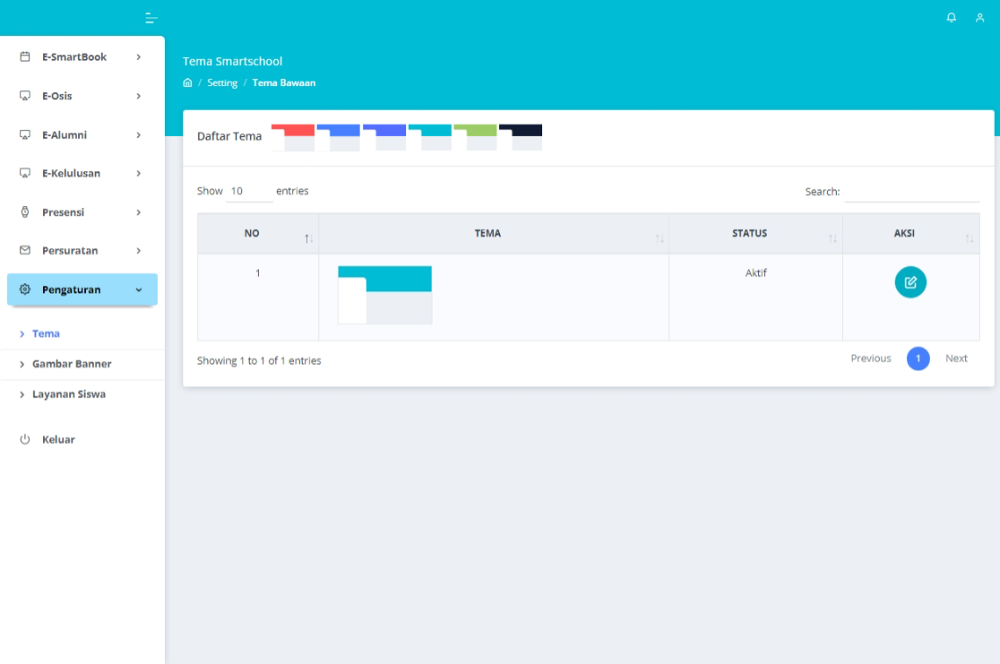 E-SmartBook
E-Osis
E-Alumni
E-Kelulusan
Presensi
Persuratan
Pengaturan
Tema
Gambar Banner
Layanan Siswa
Keluar
Tema Smartschool
/ Setting / Tema Bawaan
Daftar Tema
Show 10 entries
Search:
NO TEMA STATUS AKSI
1 Aktif
Showing 1 to 1 of 1 entries
Previous 1 Next